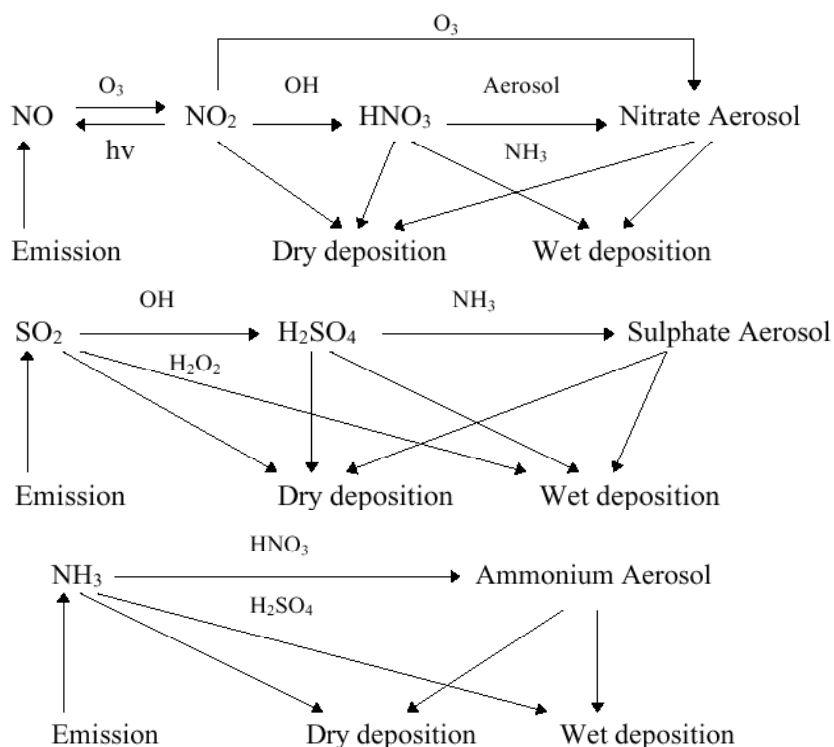 O₃
O₃ OH Aerosol
NO NO₂ HNO₃ Nitrate Aerosol
hv NH₃
Emission Dry deposition Wet deposition
OH NH₃
SO₂ H₂SO₄ Sulphate Aerosol
H₂O₂
Emission Dry deposition Wet deposition
HNO₃
NH₃ Ammonium Aerosol
H₂SO₄
Emission Dry deposition Wet deposition